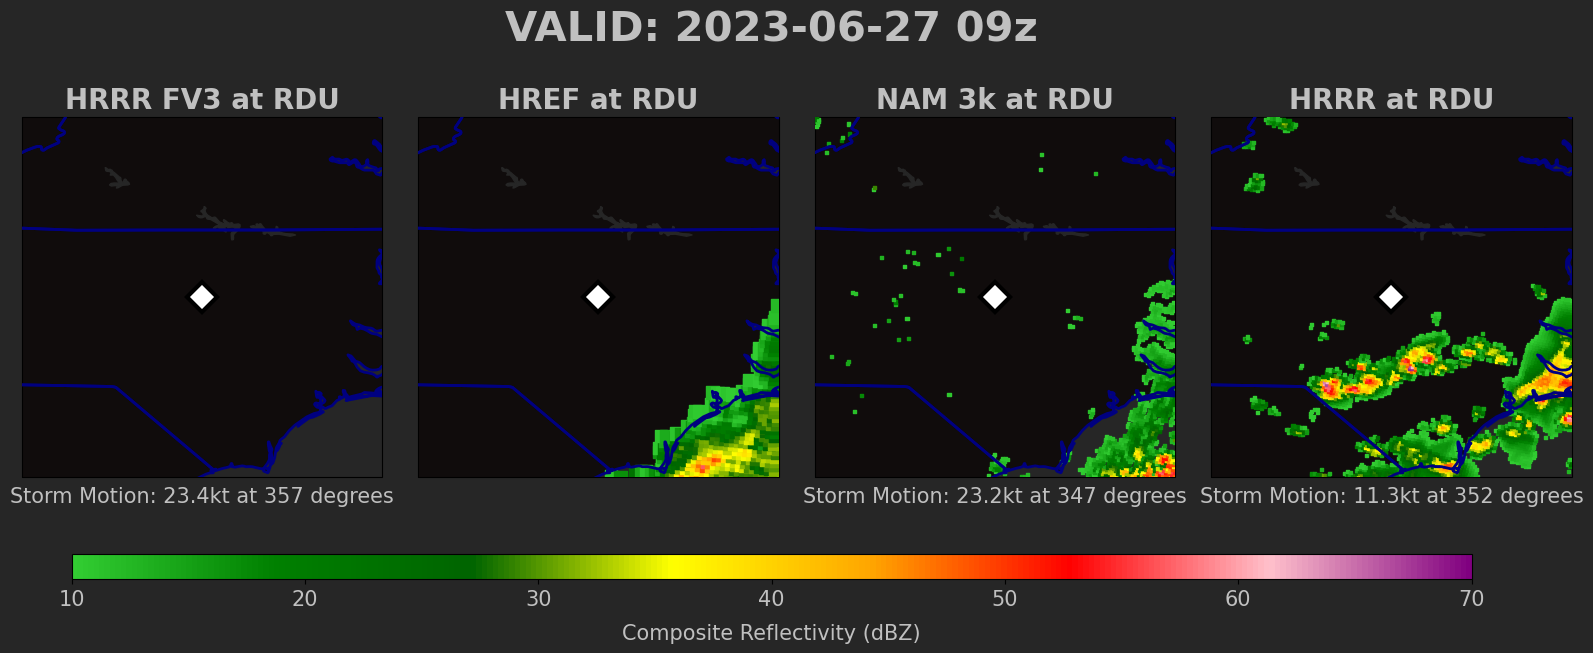 VALID: 2023-06-27 09z
HRRR FV3 at RDU
HREF at RDU
NAM 3k at RDU
HRRR at RDU
Storm Motion: 23.4kt at 357 degrees
Storm Motion: 23.2kt at 347 degrees
Storm Motion: 11.3kt at 352 degrees
10 20 30 40 50 60 70
Composite Reflectivity (dBZ)